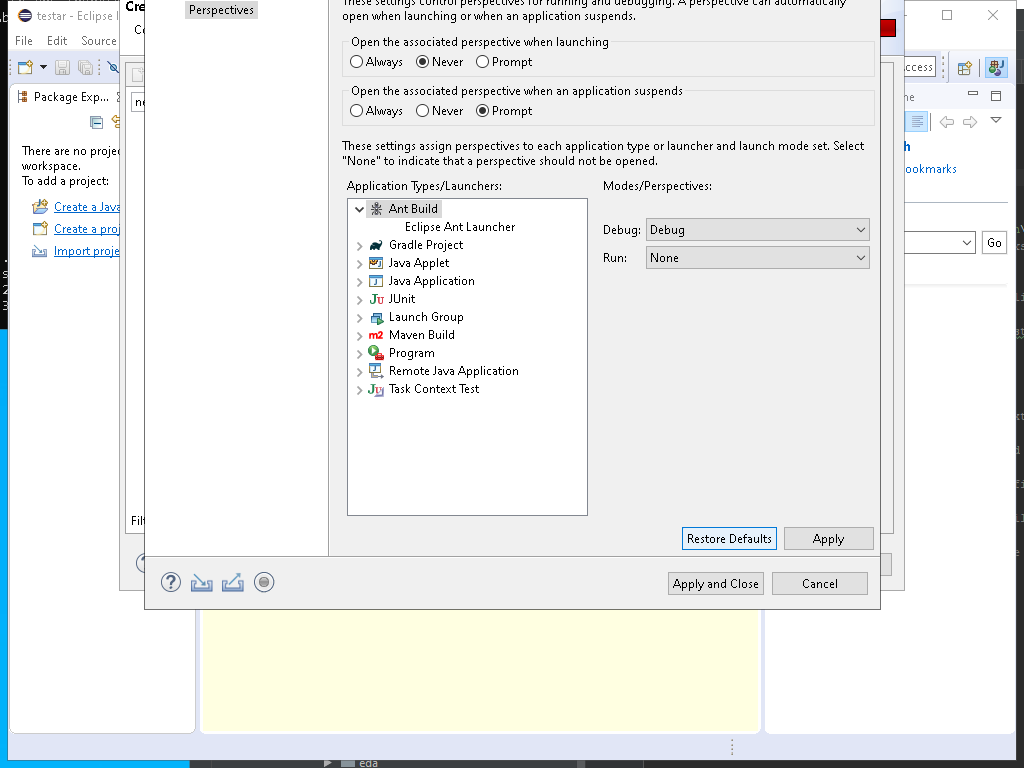 testar - Eclipse
File Edit Source
Package Exp...
There are no proje
workspace.
To add a project:
Create a Java
Create a proj
Import proje
Cre
ne
Perspectives
These settings control perspectives for running and debugging. A perspective can automatically
open when launching or when an application suspends.
Open the associated perspective when launching
Always Never Prompt
Open the associated perspective when an application suspends
Always Never Prompt
These settings assign perspectives to each application type or launcher and launch mode set. Select
"None" to indicate that a perspective should not be opened.
Application Types/Launchers:
Ant Build
Eclipse Ant Launcher
Gradle Project
Java Applet
Java Application
JUnit
Launch Group
m2 Maven Build
Program
Remote Java Application
Task Context Test
Modes/Perspectives:
Debug: Debug
Run: None
Restore Defaults Apply
Apply and Close Cancel
ccess
ne
h
ookmarks
Go
Filt
eda